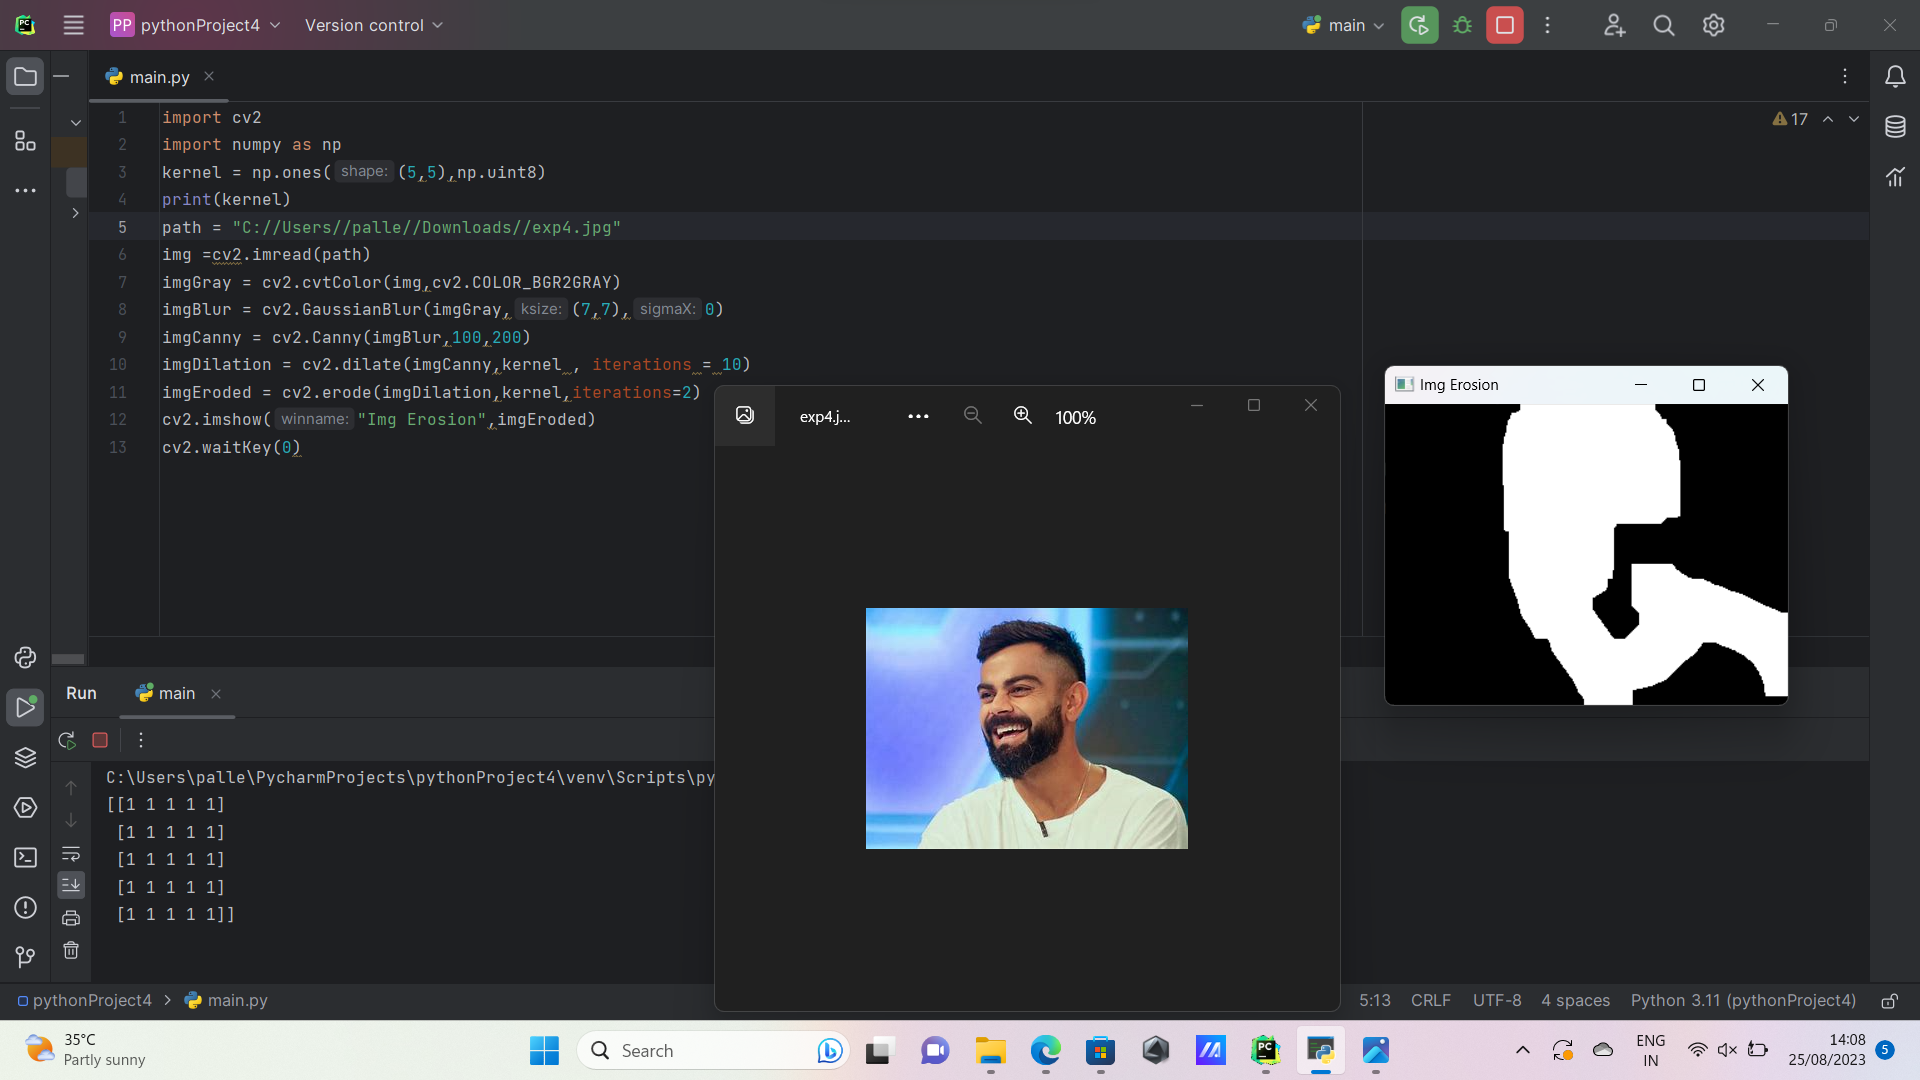 PC
PP pythonProject4 Version control main
main.py
17
1 import cv2
2 import numpy as np
3 kernel = np.ones( shape: (5,5),np.uint8)
4 print(kernel)
5 path = "C://Users//palle//Downloads//exp4.jpg"
6 img =cv2.imread(path)
7 imgGray = cv2.cvtColor(img,cv2.COLOR_BGR2GRAY)
8 imgBlur = cv2.GaussianBlur(imgGray, ksize: (7,7), sigmaX: 0)
9 imgCanny = cv2.Canny(imgBlur,100,200)
10 imgDilation = cv2.dilate(imgCanny,kernel , iterations = 10)
11 imgEroded = cv2.erode(imgDilation,kernel,iterations=2)
12 cv2.imshow( winname: "Img Erosion",imgEroded)
13 cv2.waitKey(0)
exp4.j... ... 100%
Img Erosion
Run main
C:\Users\palle\PycharmProjects\pythonProject4\venv\Scripts\py
[[1 1 1 1 1]
[1 1 1 1 1]
[1 1 1 1 1]
[1 1 1 1 1]
[1 1 1 1 1]]
pythonProject4 > main.py
5:13 CRLF UTF-8 4 spaces Python 3.11 (pythonProject4)
35°C
Partly sunny
Search
PC
ENG
IN
14:08
25/08/2023
5